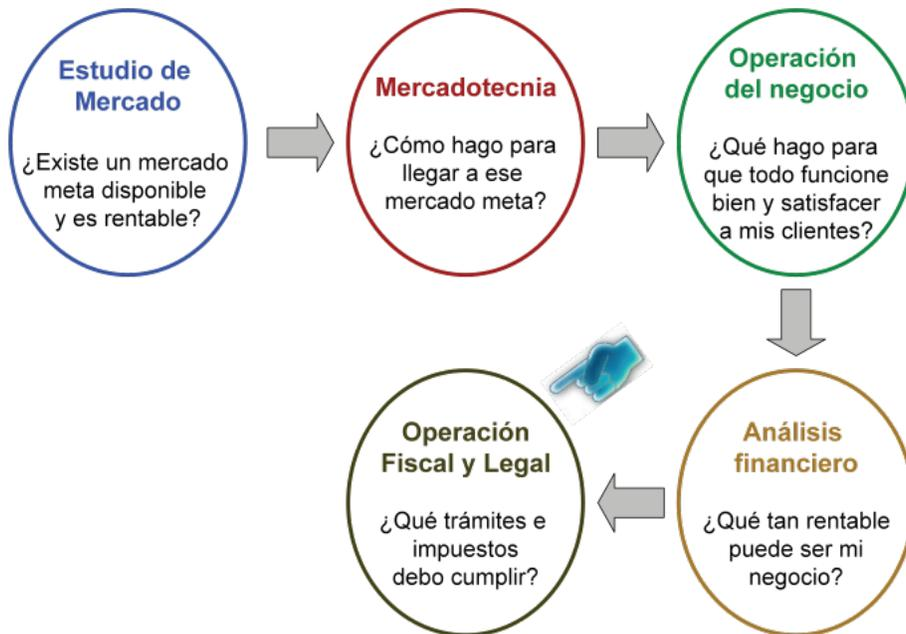 Estudio de
Mercado
¿Existe un mercado
meta disponible
y es rentable?
Mercadotecnia
¿Cómo hago para
llegar a ese
mercado meta?
Operación
del negocio
¿Qué hago para
que todo funcione
bien y satisfacer
a mis clientes?
Análisis
financiero
¿Qué tan rentable
puede ser mi
negocio?
Operación
Fiscal y Legal
¿Qué trámites e
impuestos
debo cumplir?